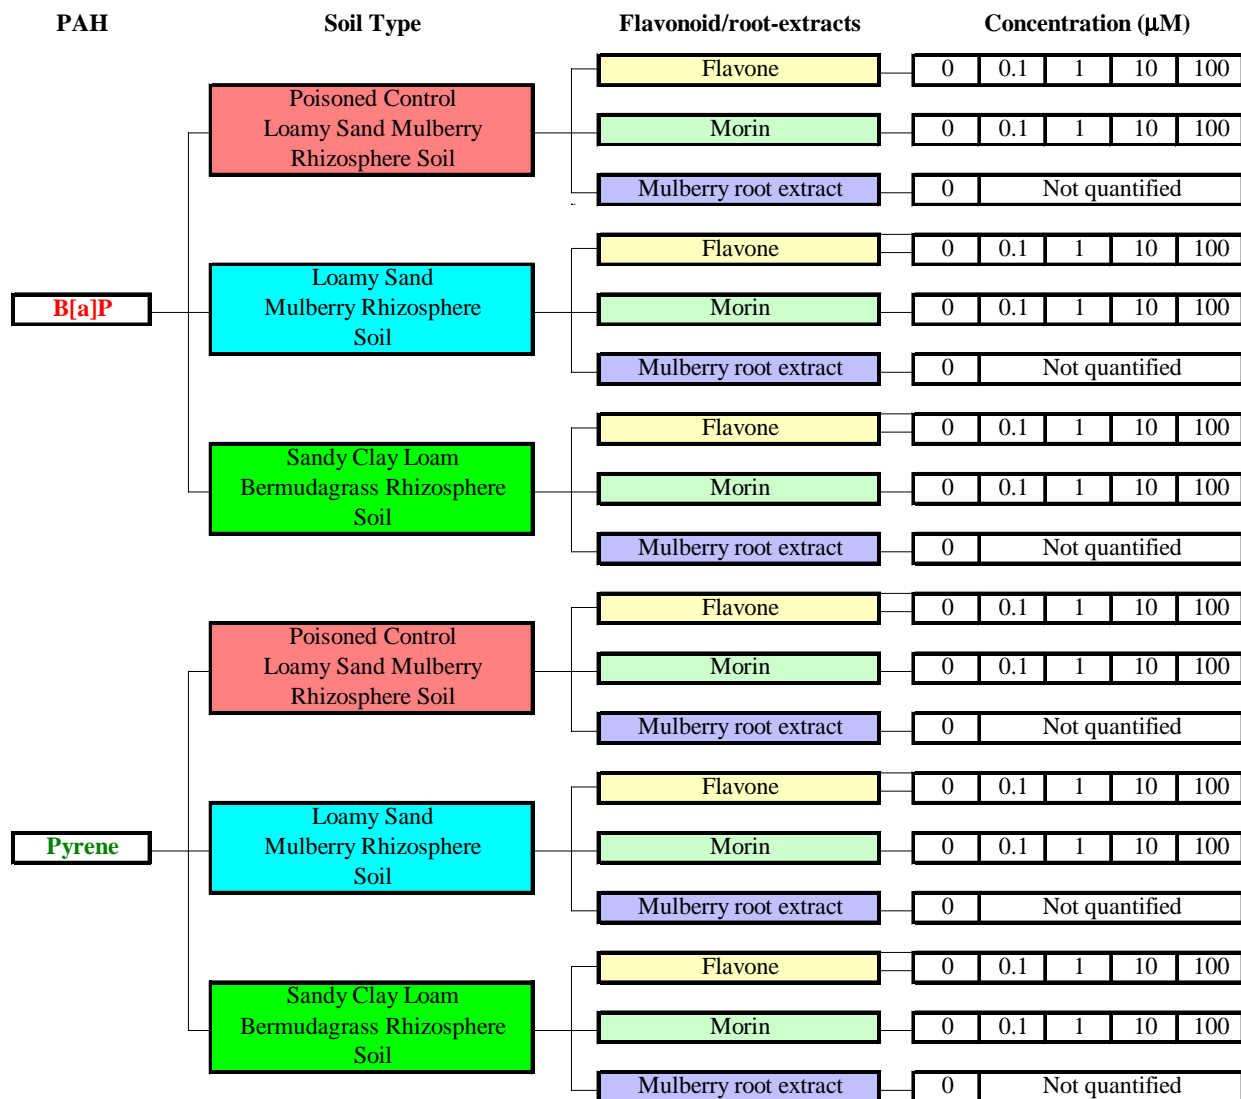 PAH Soil Type Flavonoid/root-extracts Concentration (μM)
Flavone 0 0.1 1 10 100
Poisoned Control
Loamy Sand Mulberry
Rhizosphere Soil
Morin 0 0.1 1 10 100
Mulberry root extract 0 Not quantified
Flavone 0 0.1 1 10 100
B[a]P
Loamy Sand
Mulberry Rhizosphere
Soil
Morin 0 0.1 1 10 100
Mulberry root extract 0 Not quantified
Flavone 0 0.1 1 10 100
Sandy Clay Loam
Bermudagrass Rhizosphere
Soil
Morin 0 0.1 1 10 100
Mulberry root extract 0 Not quantified
Flavone 0 0.1 1 10 100
Poisoned Control
Loamy Sand Mulberry
Rhizosphere Soil
Morin 0 0.1 1 10 100
Mulberry root extract 0 Not quantified
Flavone 0 0.1 1 10 100
Pyrene
Loamy Sand
Mulberry Rhizosphere
Soil
Morin 0 0.1 1 10 100
Mulberry root extract 0 Not quantified
Flavone 0 0.1 1 10 100
Sandy Clay Loam
Bermudagrass Rhizosphere
Soil
Morin 0 0.1 1 10 100
Mulberry root extract 0 Not quantified